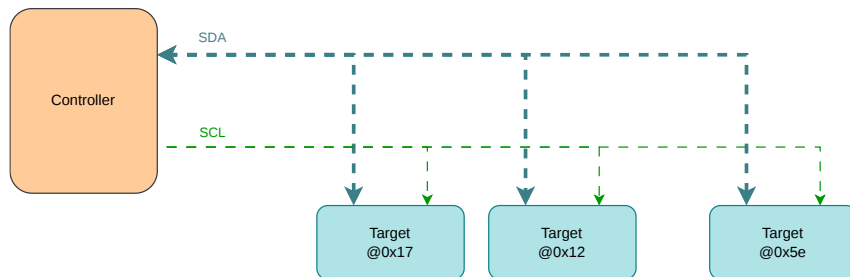 SDA
Controller
SCL
Target
@0x17
Target
@0x12
Target
@0x5e